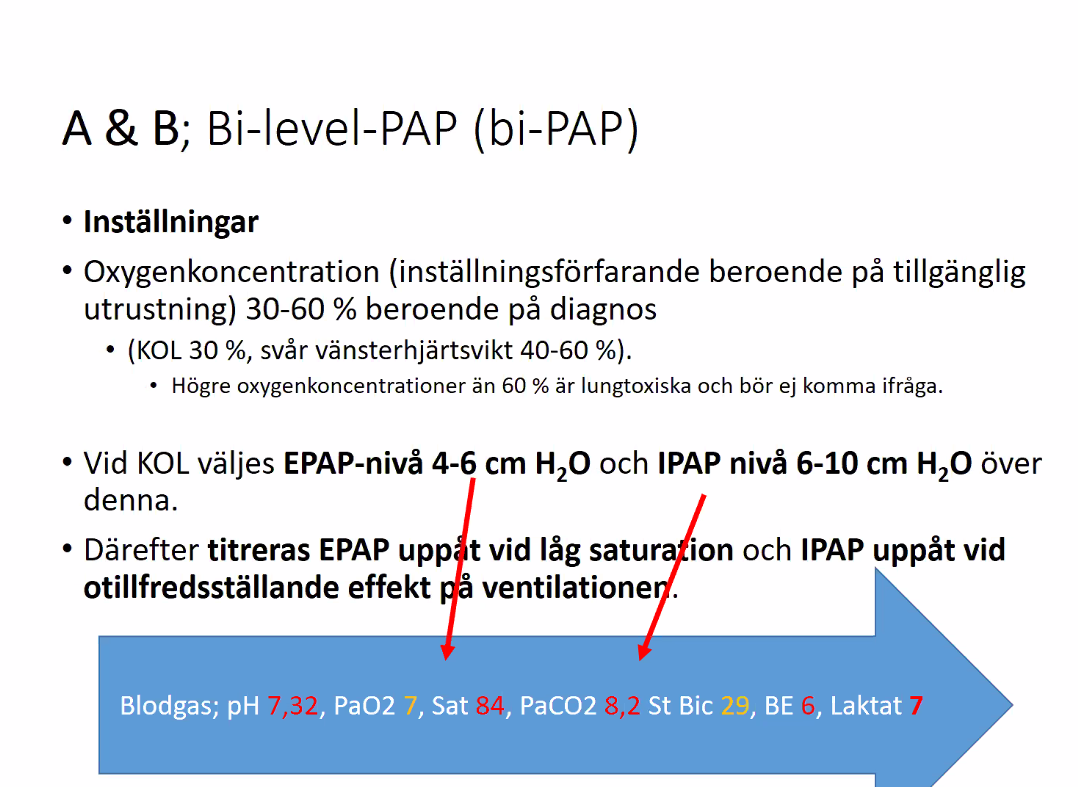 A & B; Bi-level-PAP (bi-PAP)
• Inställningar
• Oxygenkoncentration (inställningsförfarande beroende på tillgänglig
utrustning) 30-60 % beroende på diagnos
• (KOL 30 %, svår vänsterhjärtsvikt 40-60 %).
• Högre oxygenkoncentrationer än 60 % är lungtoxiska och bör ej komma ifråga.
• Vid KOL väljes EPAP-nivå 4-6 cm H₂O och IPAP nivå 6-10 cm H₂O över
denna.
• Därefter titreras EPAP uppåt vid låg saturation och IPAP uppåt vid
otillfredsställande effekt på ventilationen.
Blodgas; pH 7,32, PaO2 7, Sat 84, PaCO2 8,2 St Bic 29, BE 6, Laktat 7